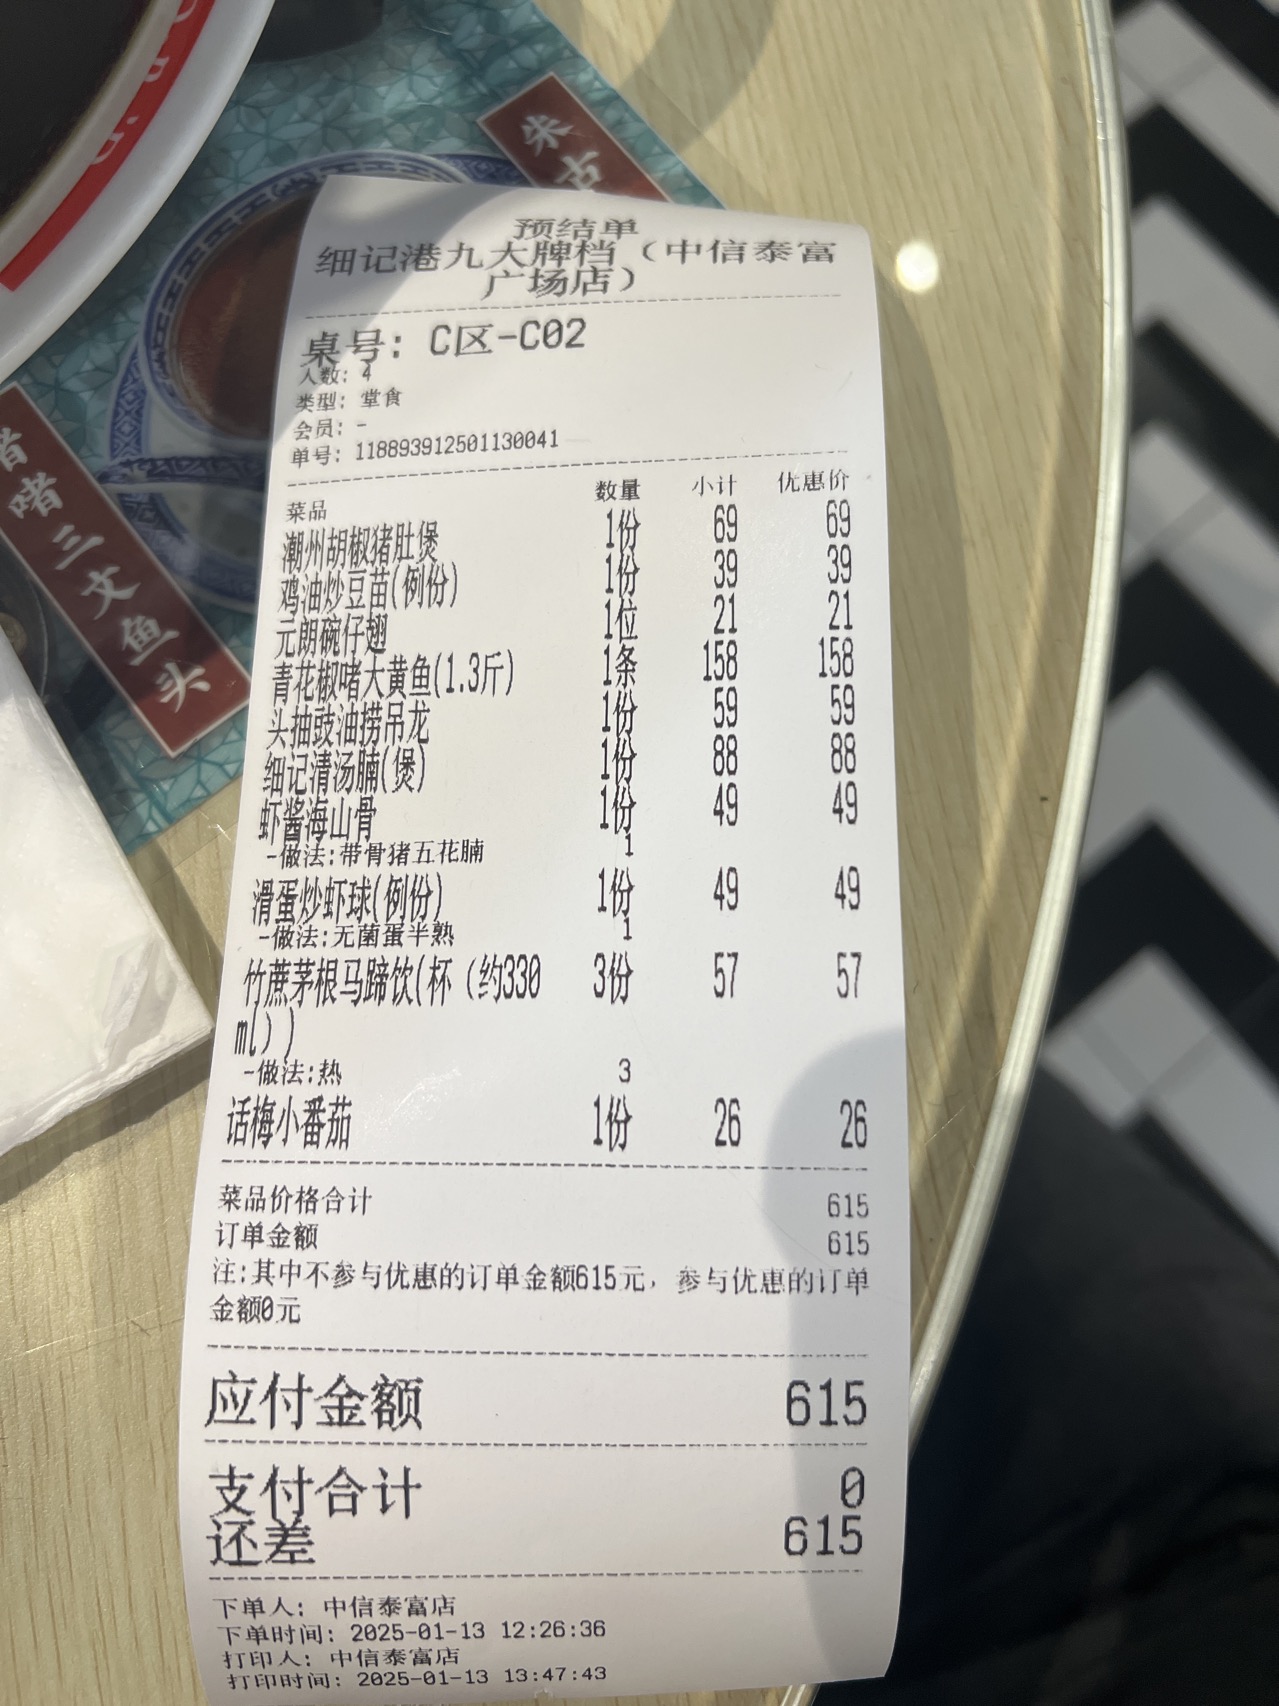 朱古
者啫三文鱼头
预结单
细记港九大牌档（中信泰富
广场店）
桌号: C区-C02
人数: 4
类型: 堂食
会员: -
单号: 118893912501130041
菜品 数量 小计 优惠价
潮州胡椒猪肚煲 1份 69 69
鸡油炒豆苗(例份) 1份 39 39
元朗碗仔翅 1位 21 21
青花椒啫大黄鱼(1.3斤) 1条 158 158
头抽豉油捞吊龙 1份 59 59
细记清汤腩(煲) 1份 88 88
虾酱海山骨 1份 49 49
-做法:带骨猪五花腩 1
滑蛋炒虾球(例份) 1份 49 49
-做法:无菌蛋半熟 1
竹蔗茅根马蹄饮(杯（约330 3份 57 57
ml）)
-做法:热 3
话梅小番茄 1份 26 26
菜品价格合计 615
订单金额 615
注:其中不参与优惠的订单金额615元，参与优惠的订单
金额0元
应付金额 615
支付合计 0
还差 615
下单人: 中信泰富店
下单时间: 2025-01-13 12:26:36
打印人: 中信泰富店
打印时间: 2025-01-13 13:47:43